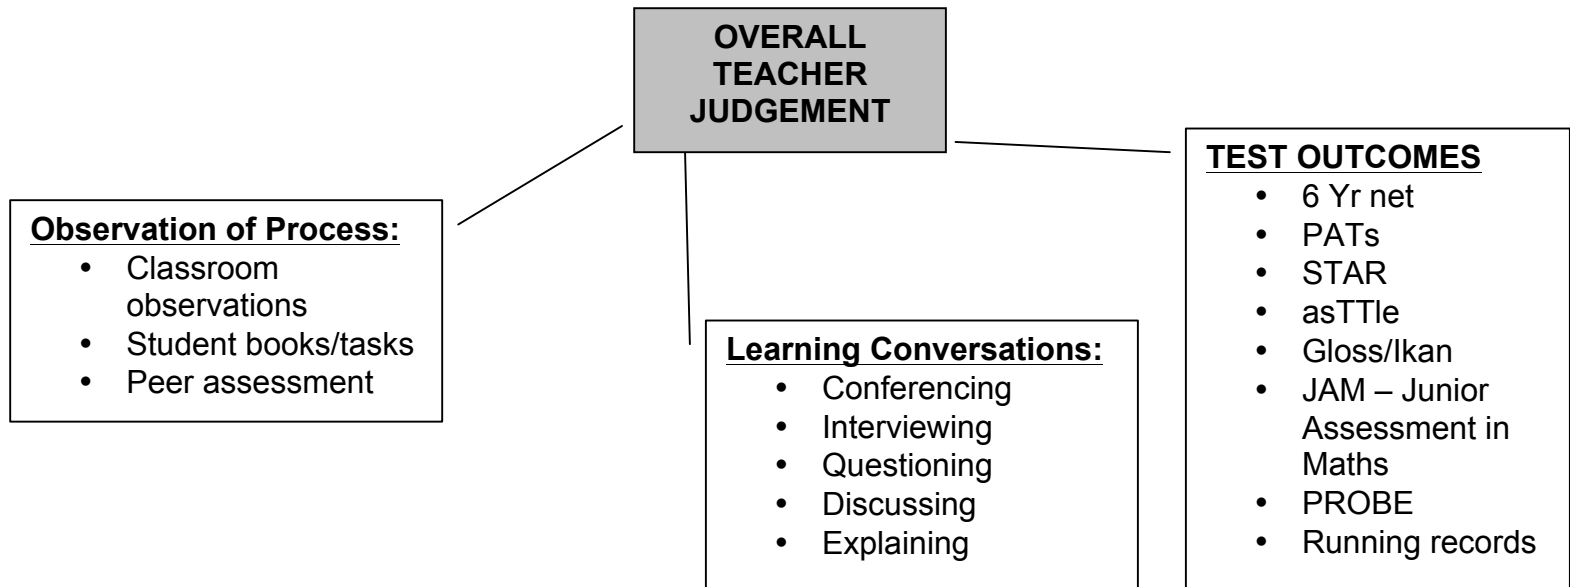 OVERALL
TEACHER
JUDGEMENT
Observation of Process:
• Classroom
observations
• Student books/tasks
• Peer assessment
Learning Conversations:
• Conferencing
• Interviewing
• Questioning
• Discussing
• Explaining
TEST OUTCOMES
• 6 Yr net
• PATs
• STAR
• asTTle
• Gloss/Ikan
• JAM – Junior
Assessment in
Maths
• PROBE
• Running records